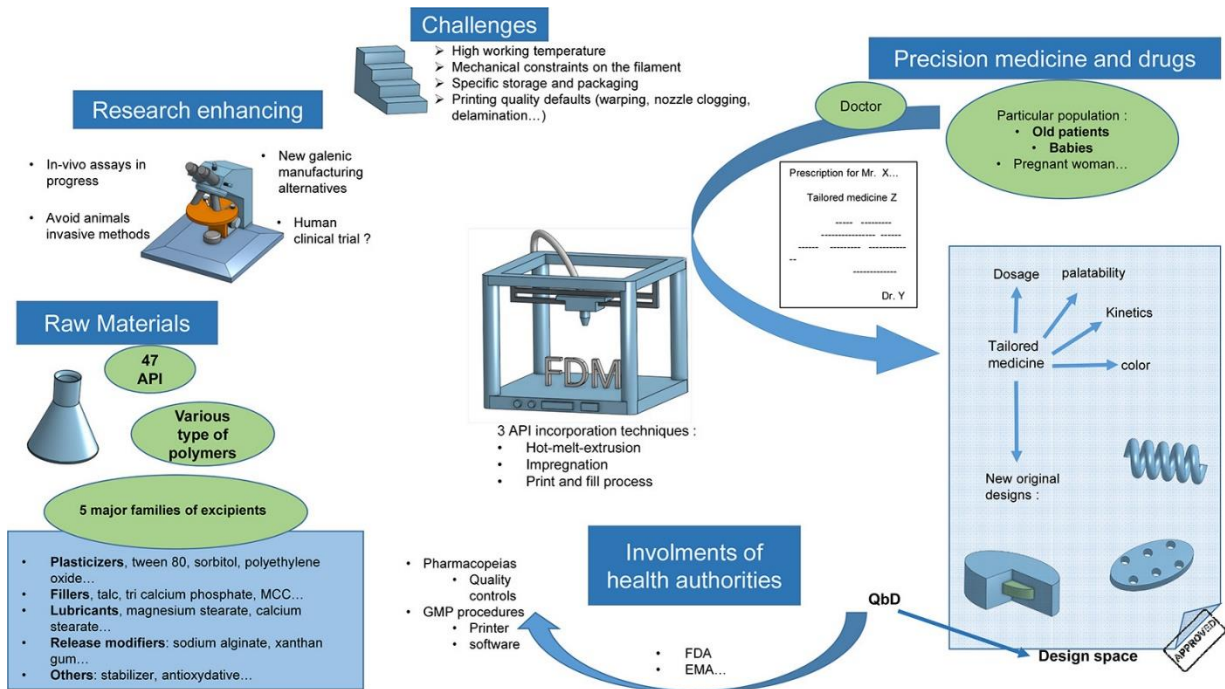 Challenges
➢ High working temperature
➢ Mechanical constraints on the filament
➢ Specific storage and packaging
➢ Printing quality defaults (warping, nozzle clogging,
delamination…)
Research enhancing
• In-vivo assays in
progress
• Avoid animals
invasive methods
• New galenic
manufacturing
alternatives
• Human
clinical trial ?
Raw Materials
47
API
Various
type of
polymers
5 major families of excipients
• Plasticizers, tween 80, sorbitol, polyethylene
oxide…
• Fillers, talc, tri calcium phosphate, MCC…
• Lubricants, magnesium stearate, calcium
stearate…
• Release modifiers: sodium alginate, xanthan
gum…
• Others: stabilizer, antioxydative…
FDM
3 API incorporation techniques :
• Hot-melt-extrusion
• Impregnation
• Print and fill process
Precision medicine and drugs
Doctor
Particular population :
• Old patients
• Babies
• Pregnant woman…
Prescription for Mr. X…
Tailored medicine Z
Dr. Y
Dosage
palatability
Kinetics
Tailored
medicine
color
New original
designs :
APPROVED
QbD
Design space
Involments of
health authorities
• FDA
• EMA…
• Pharmacopeias
• Quality
controls
• GMP procedures
• Printer
• software